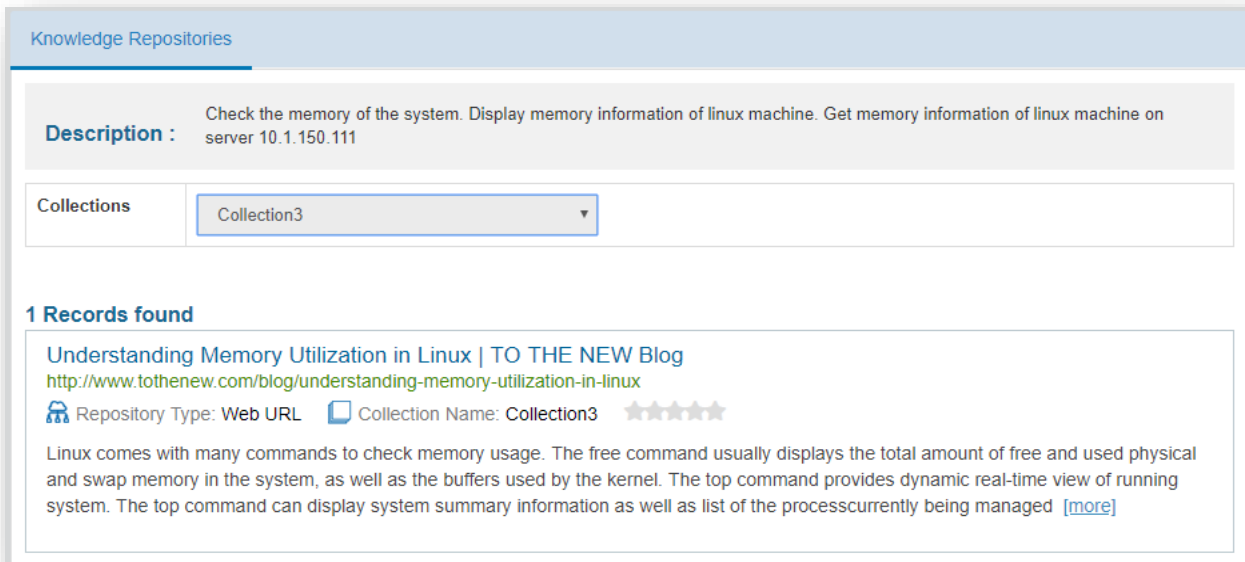 Knowledge Repositories
Check the memory of the system. Display memory information of linux machine. Get memory information of linux machine on
Description :
server 10.1.150.111
Collections
Collection3
1 Records found
Understanding Memory Utilization in Linux | TO THE NEW Blog
http://www.tothenew.com/blog/understanding-memory-utilization-in-linux
Repository Type: Web URL Collection Name: Collection3
Linux comes with many commands to check memory usage. The free command usually displays the total amount of free and used physical
and swap memory in the system, as well as the buffers used by the kernel. The top command provides dynamic real-time view of running
system. The top command can display system summary information as well as list of the processcurrently being managed [more]